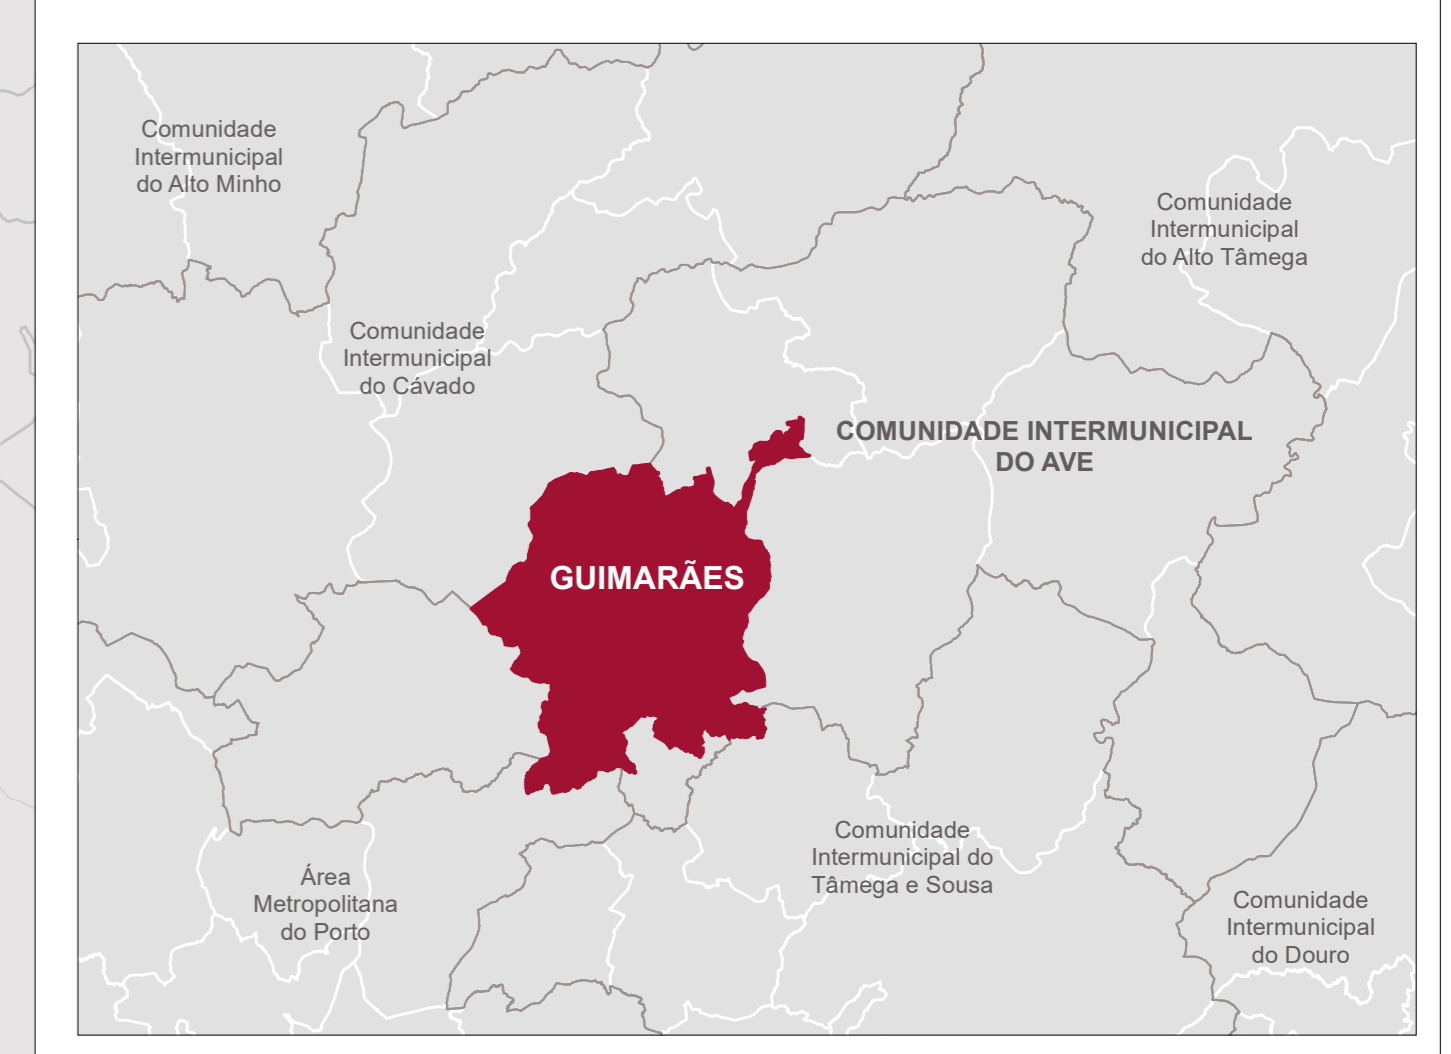 Comunidade
Intermunicipal
do Alto Minho
Comunidade
Intermunicipal
do Alto Tâmega
Comunidade
Intermunicipal
do Cávado
COMUNIDADE INTERMUNICIPAL
DO AVE
GUIMARÃES
Comunidade
Intermunicipal do
Tâmega e Sousa
Área
Metropolitana
do Porto
Comunidade
Intermunicipal
do Douro